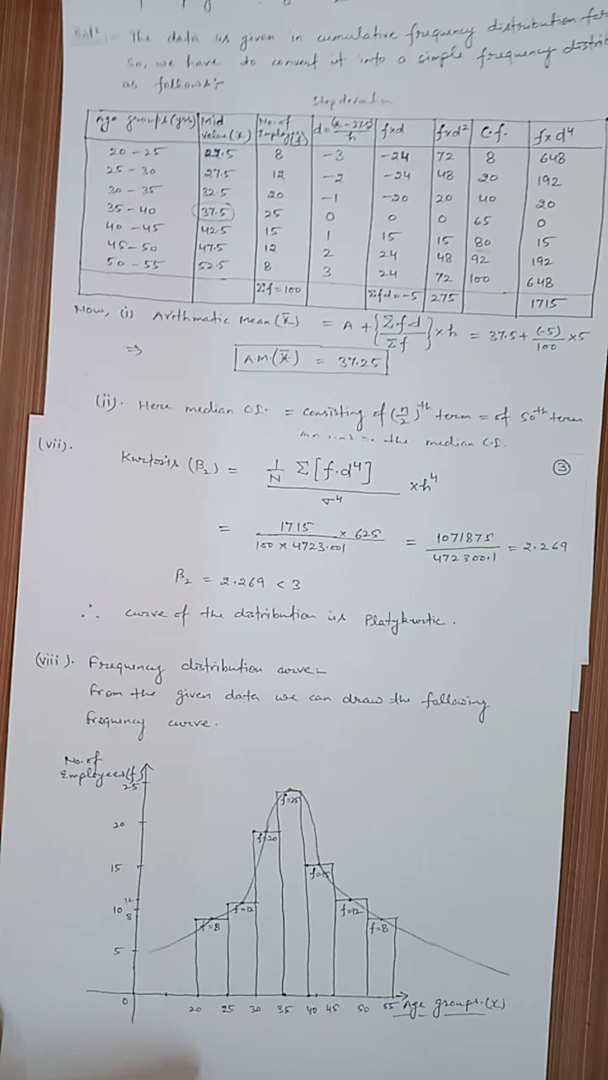 The data is given in cumulative frequency distribution for
So, we have to convert it into a simple frequency distri
as follows:-
Step deviation
Age groups(yrs) Mid value(x) No. of Employees(f) d=(x-37.5)/h f×d f×d² C.f. f×d⁴
20-25 27.5 8 -3 -24 72 8 648
25-30 27.5 12 -2 -24 48 20 192
30-35 32.5 20 -1 -20 20 40 20
35-40 37.5 25 0 0 0 65 0
40-45 42.5 15 1 15 15 80 15
45-50 47.5 12 2 24 48 92 192
50-55 52.5 8 3 24 72 100 648
Σf=100 Σfd=-5 275 1715
Now, (i) Arithmatic mean (x̄) = A + {Σfd/Σf}×h = 37.5+(-5)/100×5
⇒ A.M.(x̄) = 37.25
(ii). Here median C.I. = consisting of (n/2)th term = of 50th term
the median C.I.
(vii). ③
Kurtosis (β₂) = 1/N Σ[f.d⁴]/σ⁴ ×h⁴
= 1715 × 625/100 × 4723.001 = 1071875/472300.1 = 2.269
β₂ = 2.269 < 3
∴ curve of the distribution is Platykurtic.
(viii). Frequency distribution curve-
from the given data we can draw the following
frequency curve.
No. of
Employees(f)
25
f=25
20
f=20
15
f=15
12
10
f=12 f=12
8
f=8 f=8
5
0
20 25 30 35 40 45 50 55 Age groups.(x)